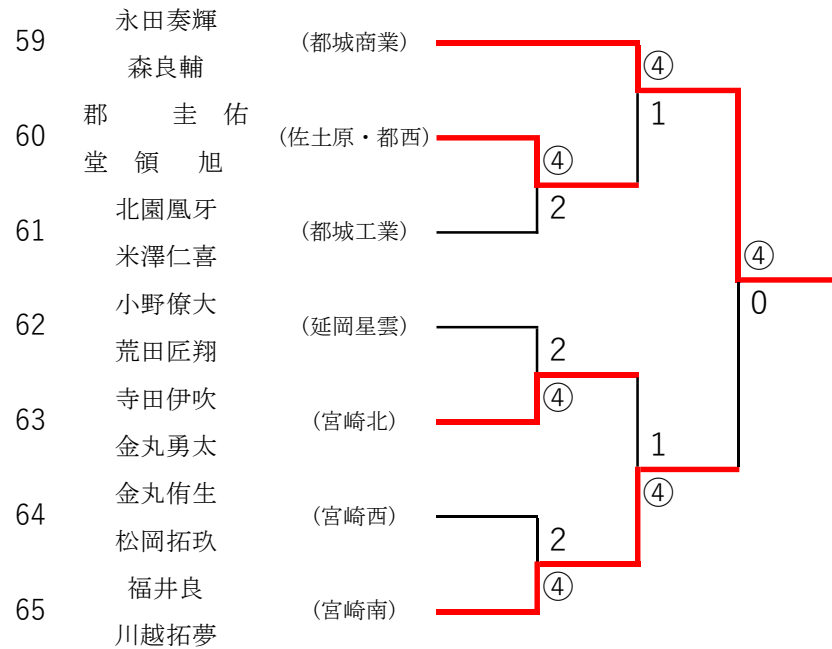 永田奏輝
59 (都城商業)
森良輔
④
1
郡 圭 佑
60 (佐土原・都西)
堂 領 旭
④
2
北園凰牙
61 (都城工業)
米澤仁喜
④
0
小野僚大
62 (延岡星雲)
荒田匠翔
2
④
寺田伊吹
63 (宮崎北)
金丸勇太
1
④
金丸侑生
64 (宮崎西)
松岡拓玖
2
④
福井良
65 (宮崎南)
川越拓夢